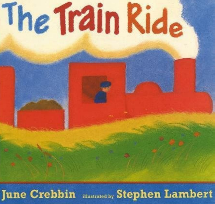 The Train Ride
June Crebbin illustrated by Stephen Lambert